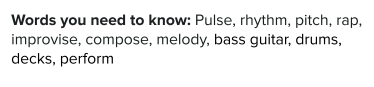 Words you need to know: Pulse, rhythm, pitch, rap,
improvise, compose, melody, bass guitar, drums,
decks, perform